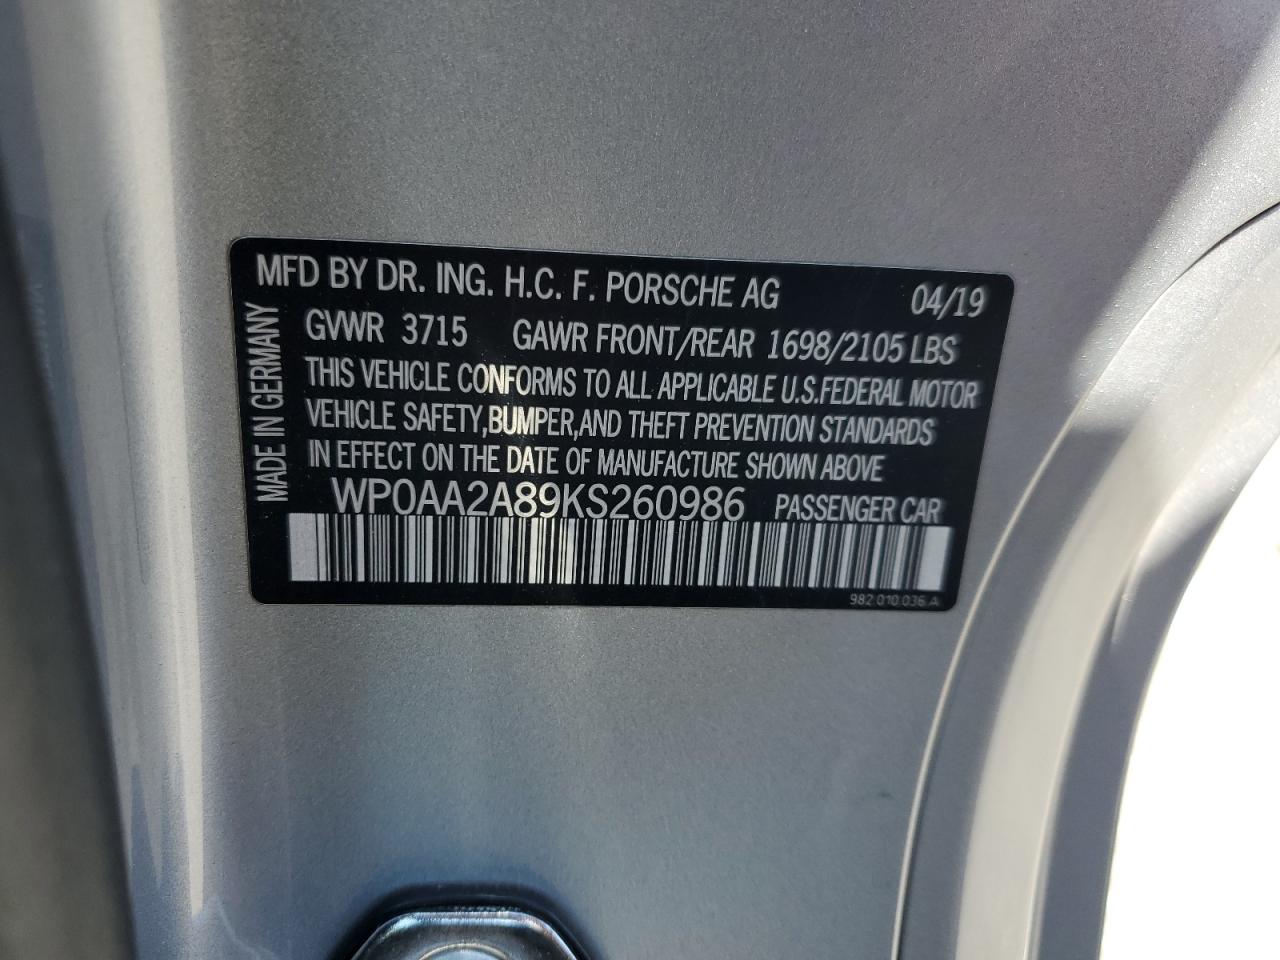 MFD BY DR. ING. H.C. F. PORSCHE AG 04/19
MADE IN GERMANY
GVWR 3715 GAWR FRONT/REAR 1698/2105 LBS
THIS VEHICLE CONFORMS TO ALL APPLICABLE U.S.FEDERAL MOTOR
VEHICLE SAFETY,BUMPER,AND THEFT PREVENTION STANDARDS
IN EFFECT ON THE DATE OF MANUFACTURE SHOWN ABOVE
WP0AA2A89KS260986 PASSENGER CAR
982.010.036.A